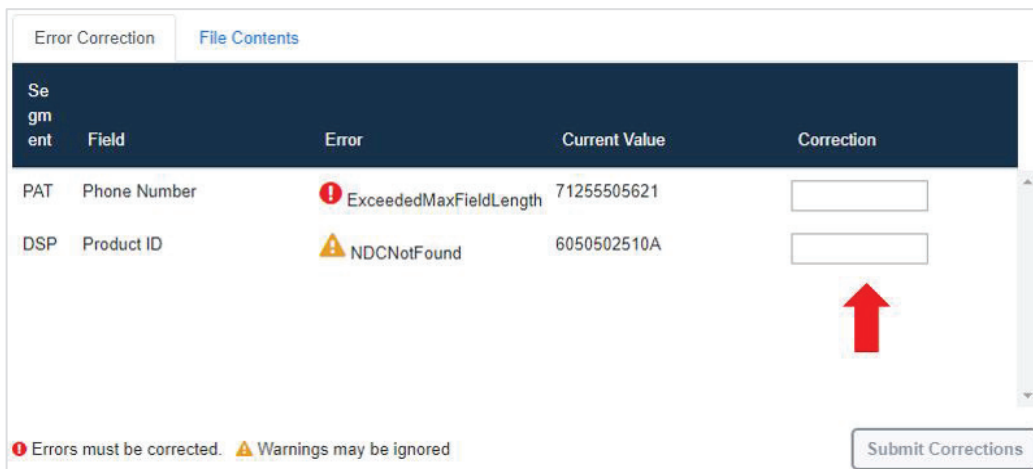 Error Correction File Contents
Se
gm
ent Field Error Current Value Correction
PAT Phone Number ExceededMaxFieldLength 71255505621
DSP Product ID NDCNotFound 6050502510A
Errors must be corrected. Warnings may be ignored Submit Corrections